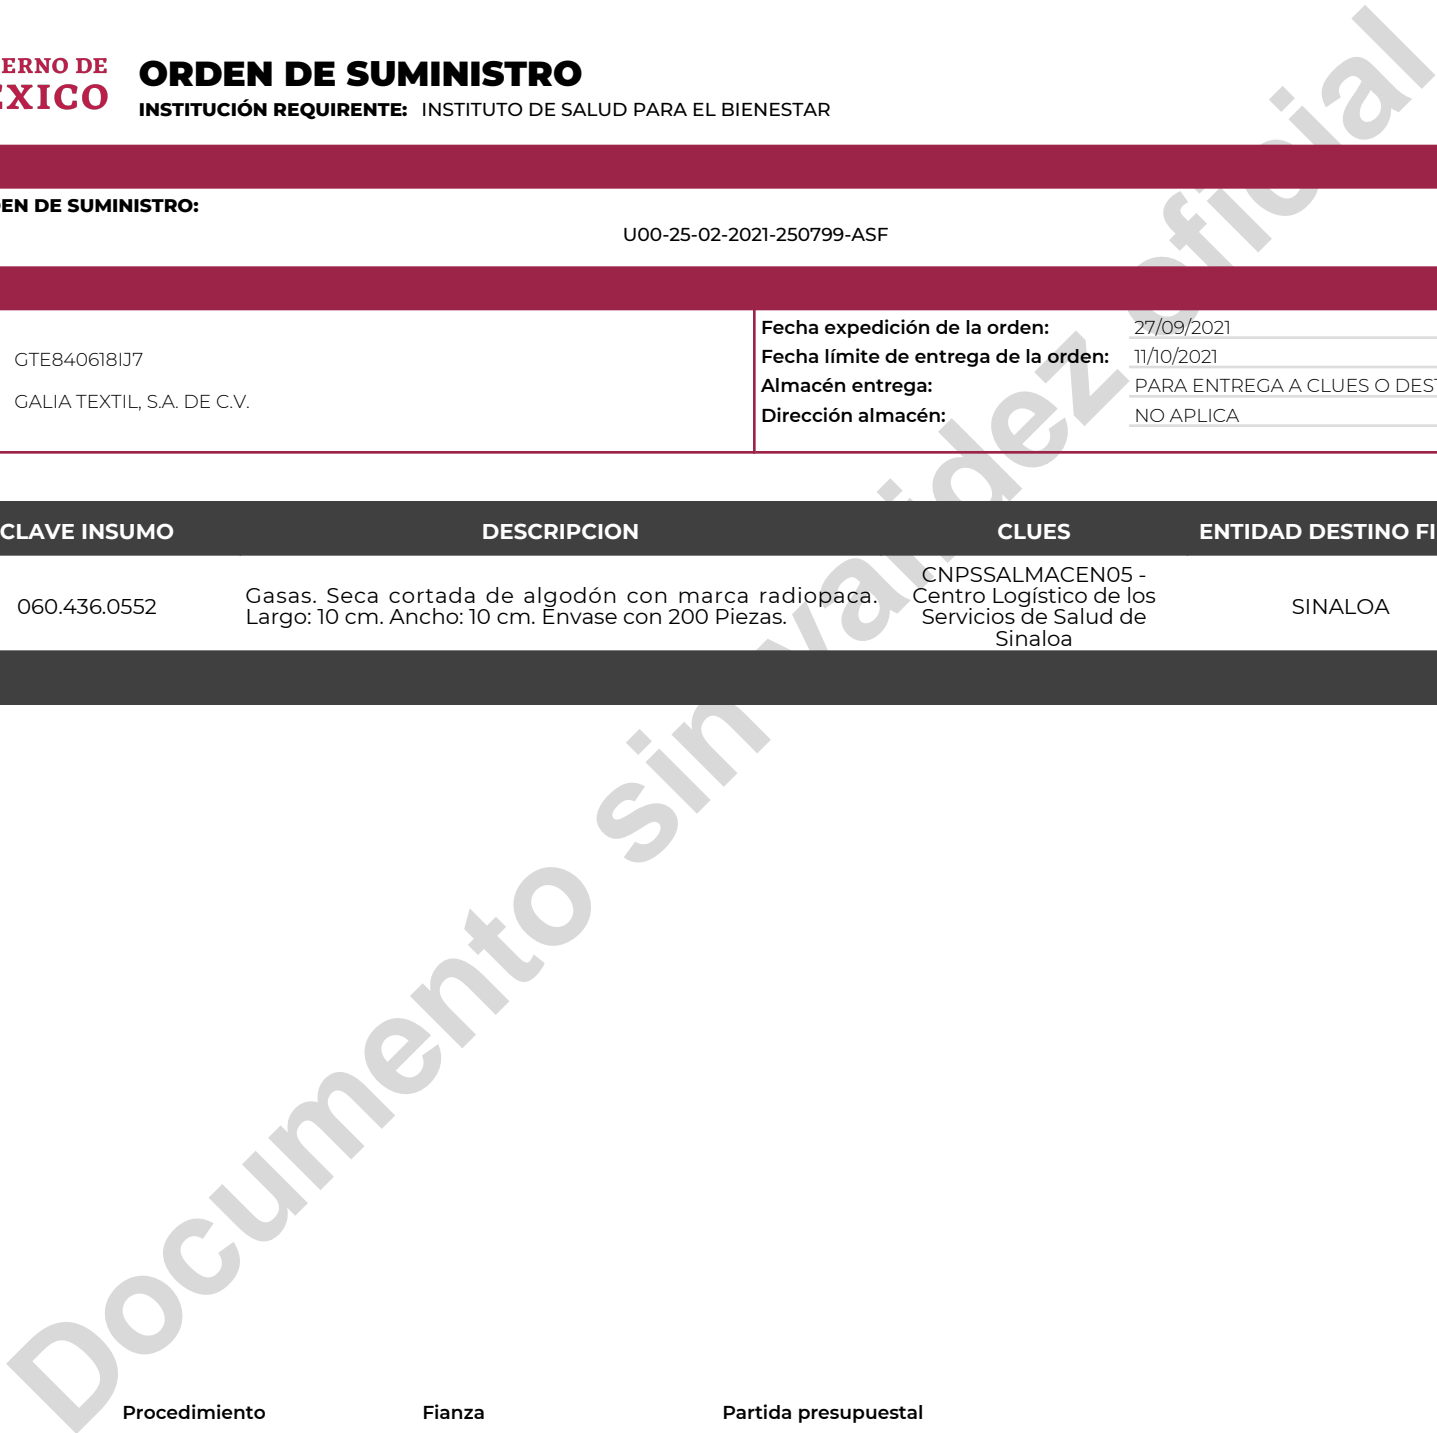 ERNO DE
ÉXICO
ORDEN DE SUMINISTRO
INSTITUCIÓN REQUIRENTE: INSTITUTO DE SALUD PARA EL BIENESTAR
EN DE SUMINISTRO:
U00-25-02-2021-250799-ASF
GTE840618IJ7
GALIA TEXTIL, S.A. DE C.V.
Fecha expedición de la orden: 27/09/2021
Fecha límite de entrega de la orden: 11/10/2021
Almacén entrega: PARA ENTREGA A CLUES O DEST
Dirección almacén: NO APLICA
CLAVE INSUMO DESCRIPCION CLUES ENTIDAD DESTINO FI
060.436.0552
Gasas. Seca cortada de algodón con marca radiopaca.
Largo: 10 cm. Ancho: 10 cm. Envase con 200 Piezas.
CNPSSALMACEN05 -
Centro Logístico de los
Servicios de Salud de
Sinaloa
SINALOA
Documento sin validez oficial
Procedimiento Fianza Partida presupuestal